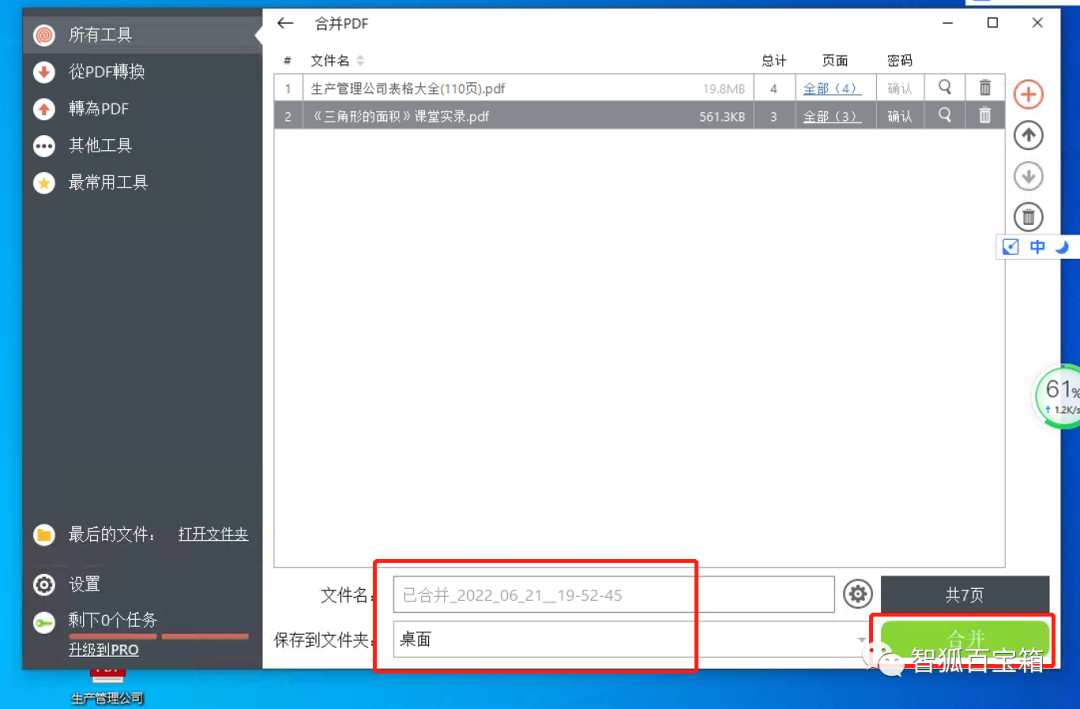 所有工具
從PDF轉換
轉為PDF
其他工具
最常用工具
最后的文件： 打开文件夹
设置
剩下0个任务
升级到PRO
合并PDF
# 文件名 总计 页面 密码
1 生产管理公司表格大全(110页).pdf 19.8MB 4 全部（4） 确认
2 《三角形的面积》课堂实录.pdf 561.3KB 3 全部（3） 确认
中
61%
1.2K/s
文件名： 已合并_2022_06_21__19-52-45 共7页
保存到文件夹： 桌面 合并
智狐百宝箱
生产管理公司